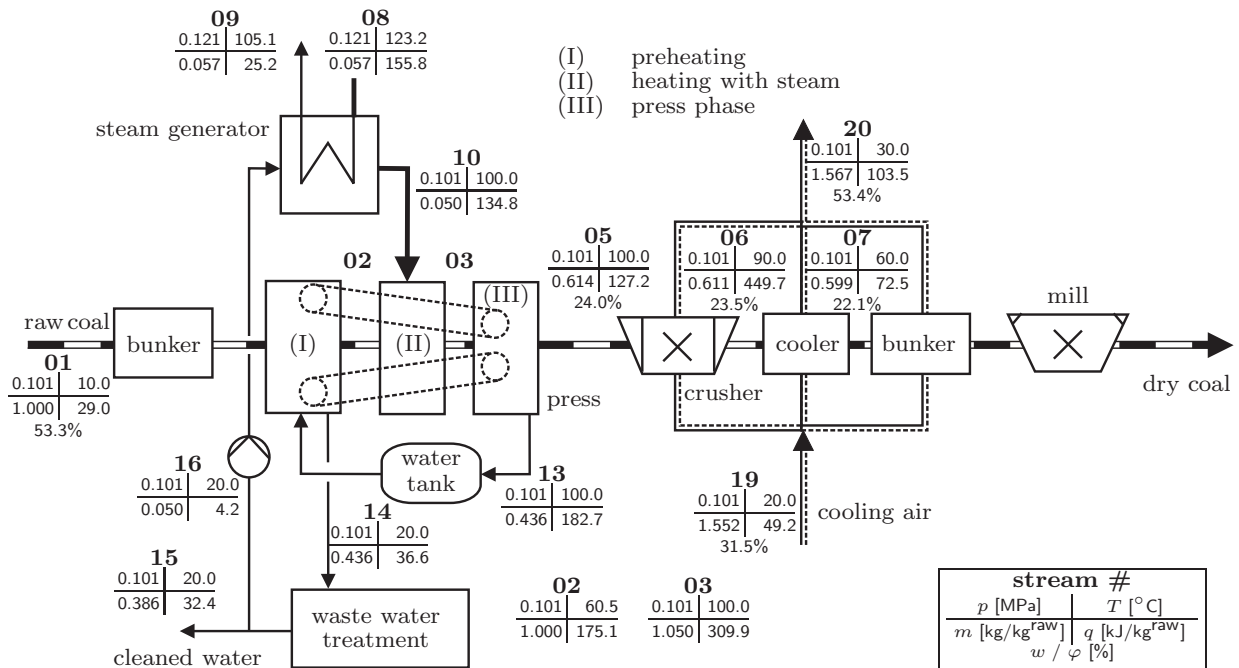 09
0.121 105.1
0.057 25.2
08
0.121 123.2
0.057 155.8
(I) preheating
(II) heating with steam
(III) press phase
steam generator
10
0.101 100.0
0.050 134.8
20
0.101 30.0
1.567 103.5
53.4%
02
03
05
0.101 100.0
0.614 127.2
24.0%
06
0.101 90.0
0.611 449.7
23.5%
07
0.101 60.0
0.599 72.5
22.1%
mill
raw coal
bunker
(I)
(II)
(III)
cooler
bunker
01
0.101 10.0
1.000 29.0
53.3%
press
crusher
dry coal
water
tank
16
0.101 20.0
0.050 4.2
13
0.101 100.0
0.436 182.7
19
0.101 20.0
1.552 49.2
31.5%
cooling air
14
0.101 20.0
0.436 36.6
15
0.101 20.0
0.386 32.4
waste water
treatment
cleaned water
02
0.101 60.5
1.000 175.1
03
0.101 100.0
1.050 309.9
stream #
p [MPa] T [°C]
m [kg/kg^raw] q [kJ/kg^raw]
w / φ [%]